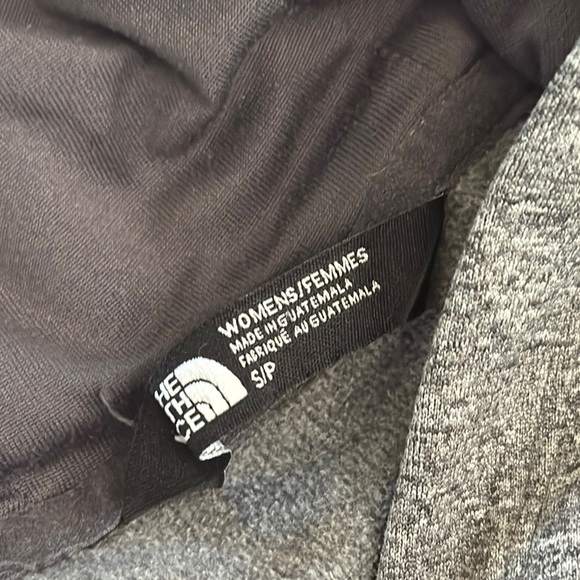 WOMENS/FEMMES
MADE IN GUATEMALA
FABRIQUÉ AU GUATEMALA
S/P